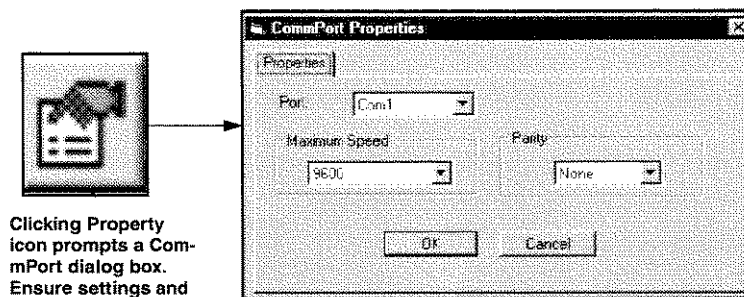 CommPort Properties
Properties
Port: Com1
Maximum Speed
9600
Parity
None
OK Cancel
Clicking Property
icon prompts a Com-
mPort dialog box.
Ensure settings and